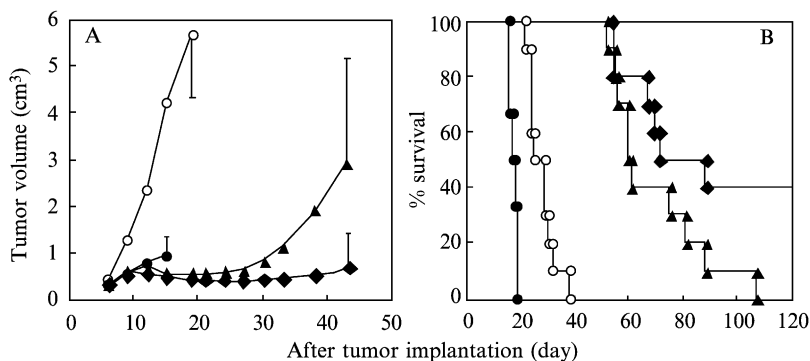 A
B
Tumor volume (cm³)
6
5
4
3
2
1
0
0 10 20 30 40 50
% survival
100
80
60
40
20
0
0 20 40 60 80 100 120
After tumor implantation (day)